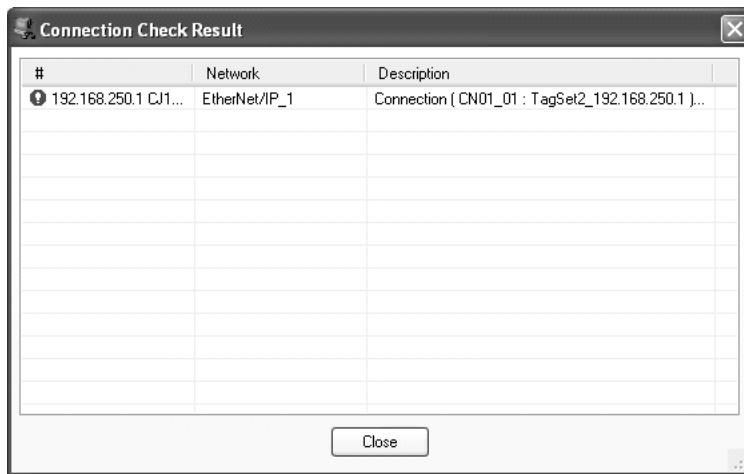 Connection Check Result
# Network Description
192.168.250.1 CJ1... EtherNet/IP_1 Connection ( CN01_01 : TagSet2_192.168.250.1 )...
Close